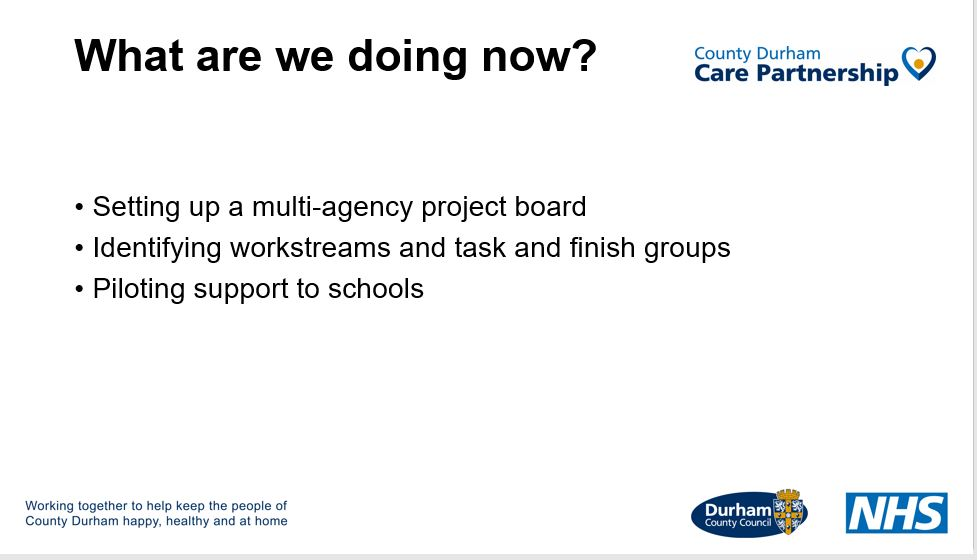 What are we doing now?
County Durham
Care Partnership
• Setting up a multi-agency project board
• Identifying workstreams and task and finish groups
• Piloting support to schools
Working together to help keep the people of
County Durham happy, healthy and at home
Durham
County Council
NHS